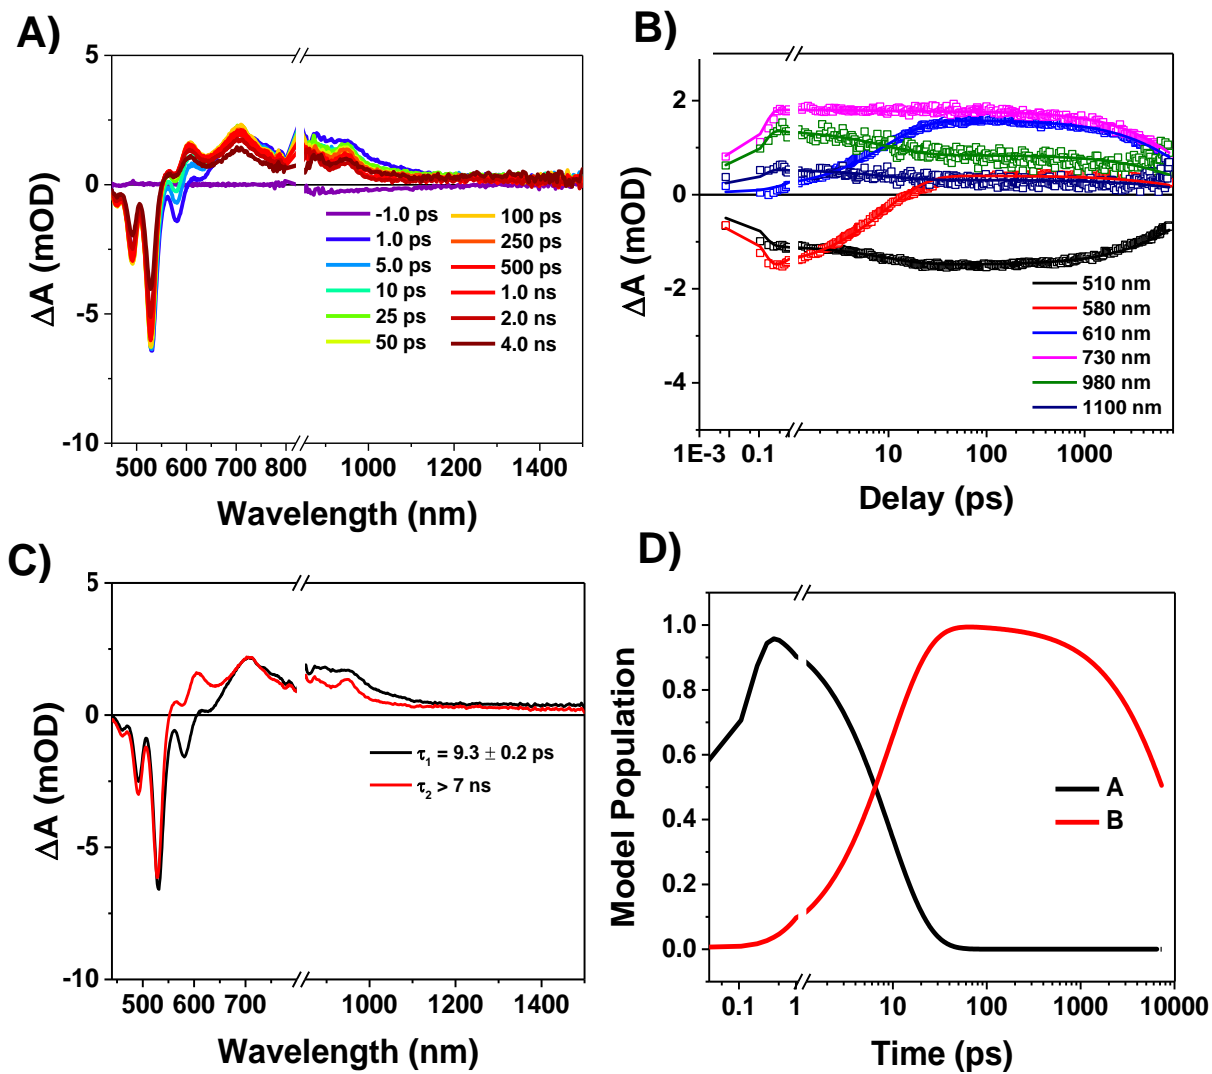 A)
5
0
-5
-10
ΔA (mOD)
500 600 700 800 1000 1200 1400
Wavelength (nm)
-1.0 ps
1.0 ps
5.0 ps
10 ps
25 ps
50 ps
100 ps
250 ps
500 ps
1.0 ns
2.0 ns
4.0 ns
B)
2
0
-2
-4
ΔA (mOD)
1E-3 0.1 10 100 1000
Delay (ps)
510 nm
580 nm
610 nm
730 nm
980 nm
1100 nm
C)
5
0
-5
-10
ΔA (mOD)
500 600 700 1000 1200 1400
Wavelength (nm)
τ₁ = 9.3 ± 0.2 ps
τ₂ > 7 ns
D)
1.0
0.8
0.6
0.4
0.2
0.0
Model Population
0.1 1 10 100 1000 10000
Time (ps)
A
B